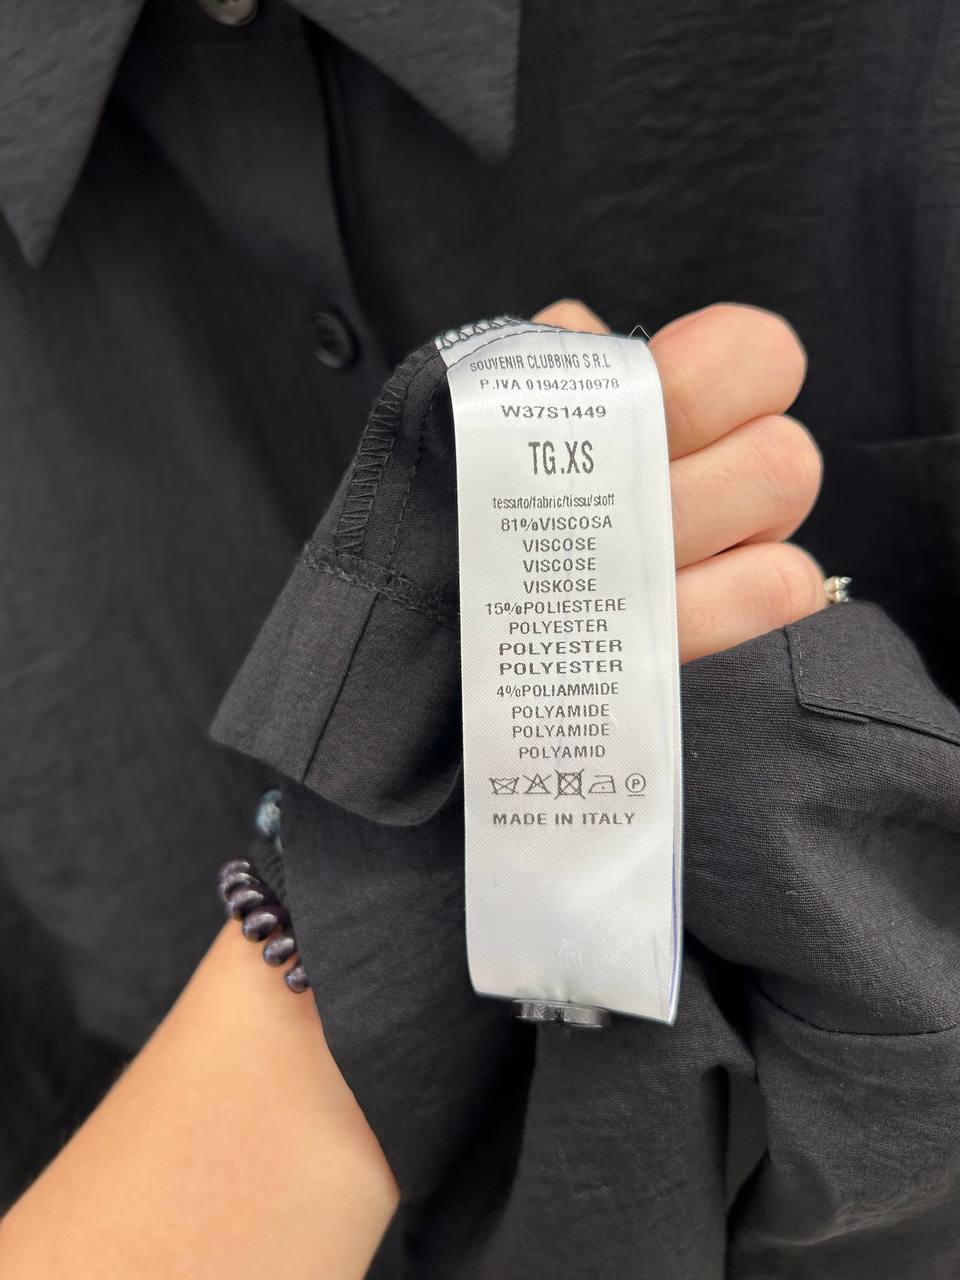 SOUVENIR CLUBBING S.R.L
P.IVA 01942310978
W37S1449
TG.XS
tessuto/fabric/tissu/stoff
81%VISCOSA
VISCOSE
VISCOSE
VISKOSE
15%POLIESTERE
POLYESTER
POLYESTER
POLYESTER
4%POLIAMMIDE
POLYAMIDE
POLYAMIDE
POLYAMID
P
MADE IN ITALY